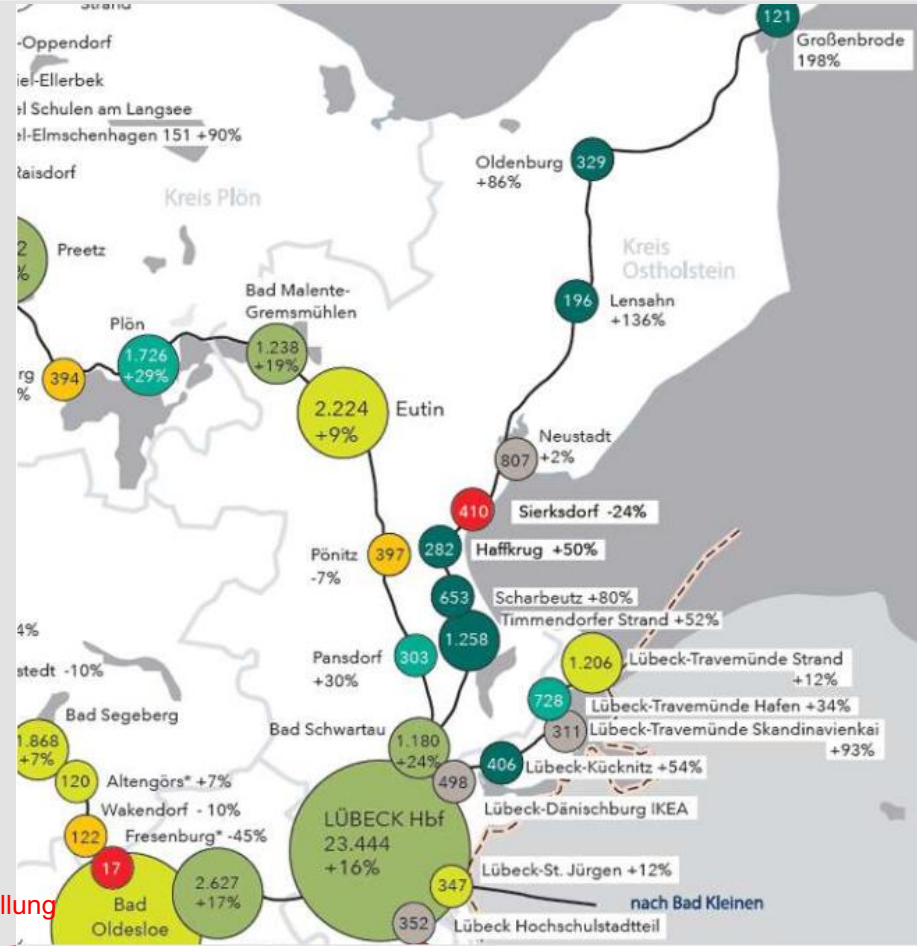 121
Großenbrode
198%
-Oppendorf
iel-Ellerbek
el Schulen am Langsee
el-Elmschenhagen 151 +90%
Raisdorf
Oldenburg
+86%
329
Kreis Plön
2
%
Preetz
Kreis
Ostholstein
Bad Malente-
Gremsmühlen
196
Lensahn
+136%
Plön
1.726
+29%
1.238
+19%
rg
%
394
2.224
+9%
Eutin
Neustadt
+2%
807
410
Sierksdorf -24%
Pönitz
-7%
397
282
Haffkrug +50%
653
Scharbeutz +80%
Timmendorfer Strand +52%
1.258
4%
stedt -10%
Pansdorf
+30%
303
1.206
Lübeck-Travemünde Strand
+12%
728
Lübeck-Travemünde Hafen +34%
Bad Segeberg
1.868
+7%
Bad Schwartau
1.180
+24%
311
Lübeck-Travemünde Skandinavienkai
+93%
406
Lübeck-Kücknitz +54%
120
Altengörs* +7%
498
Lübeck-Dänischburg IKEA
Wakendorf - 10%
122
Fresenburg* -45%
LÜBECK Hbf
23.444
+16%
17
2.627
+17%
347
Lübeck-St. Jürgen +12%
nach Bad Kleinen
llung
Bad
Oldesloe
352
Lübeck Hochschulstadtteil